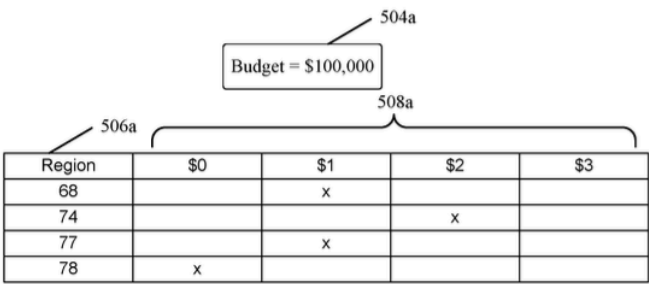 504a
Budget = $100,000
508a
506a
Region $0 $1 $2 $3
68 x
74 x
77 x
78 x